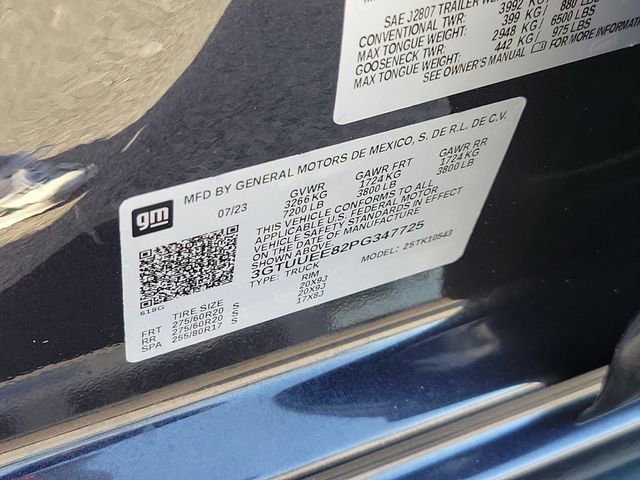 SAE J2807 TRAILER
3992 KG/ 880
CONVENTIONAL TWR: 399 KG/ 6500 LBS
MAX TONGUE WEIGHT: 2948 KG/ 975 LBS
GOOSENECK TWR: 442 KG/
MAX TONGUE WEIGHT:
SEE OWNER'S MANUAL FOR MORE INFORMATI
gm
MFD BY GENERAL MOTORS DE MEXICO, S. DE R.L. DE C.V.
07/23 GVWR GAWR FRT GAWR RR
3266 KG 1724 KG 1724 KG
7200 LB 3800 LB 3800 LB
THIS VEHICLE CONFORMS TO ALL
APPLICABLE U.S. FEDERAL MOTOR
VEHICLE SAFETY STANDARDS IN EFFECT
ON THE DATE OF MANUFACTURE
SHOWN ABOVE.
3GTUUEE82PG347725
TYPE: TRUCK MODEL: 25TK10543
618G
TIRE SIZE RIM
FRT 275/60R20 S 20X9J
RR 275/60R20 S 20X9J
SPA 255/80R17 S 17X8J